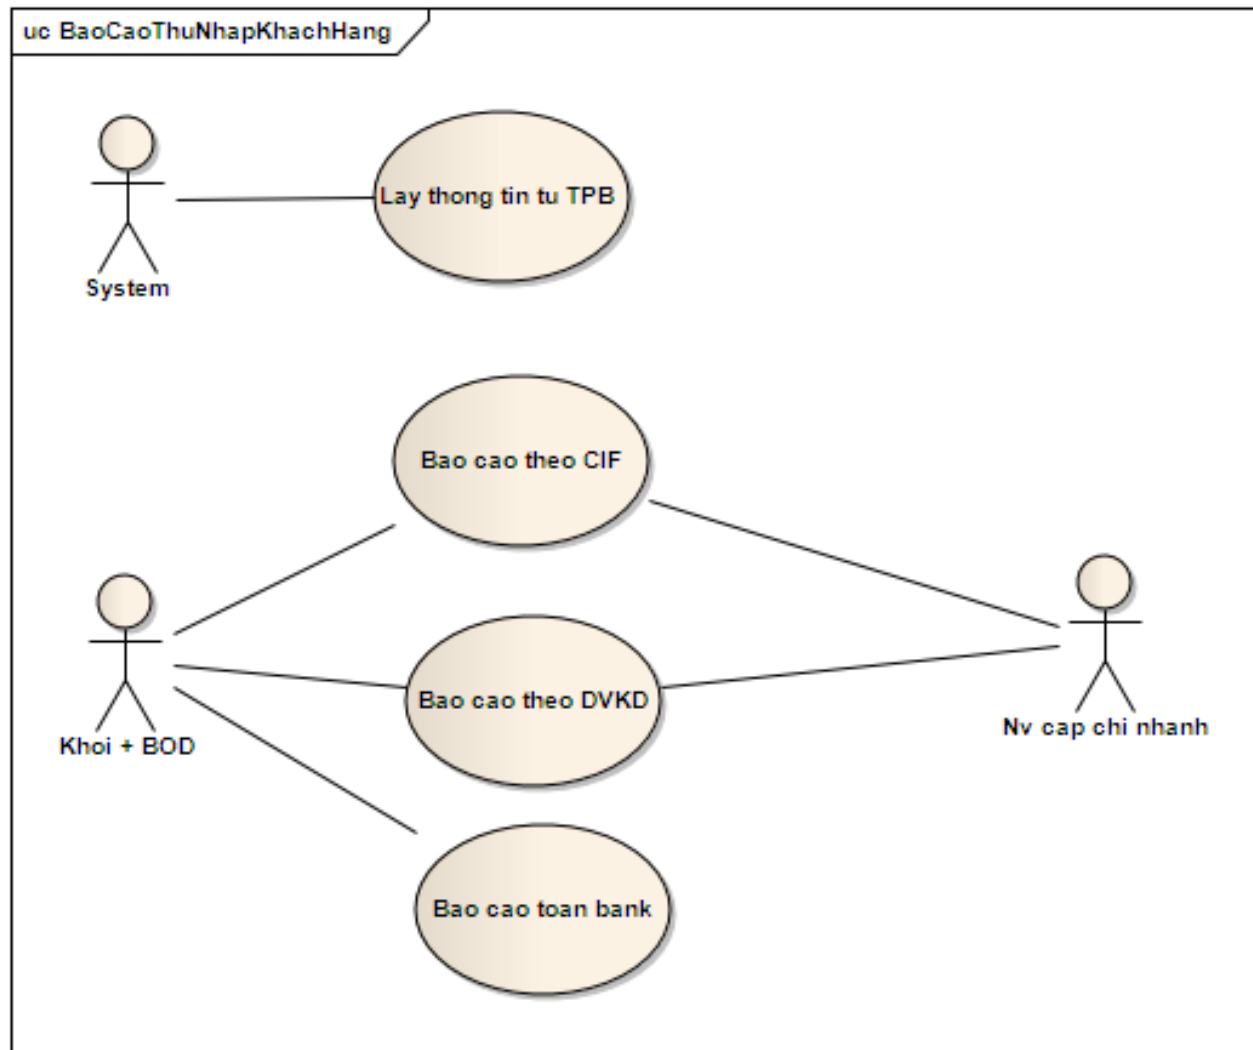 uc BaoCaoThuNhapKhachHang
Lay thong tin tu TPB
System
Bao cao theo CIF
Bao cao theo DVKD
Khoi + BOD
Nv cap chi nhanh
Bao cao toan bank